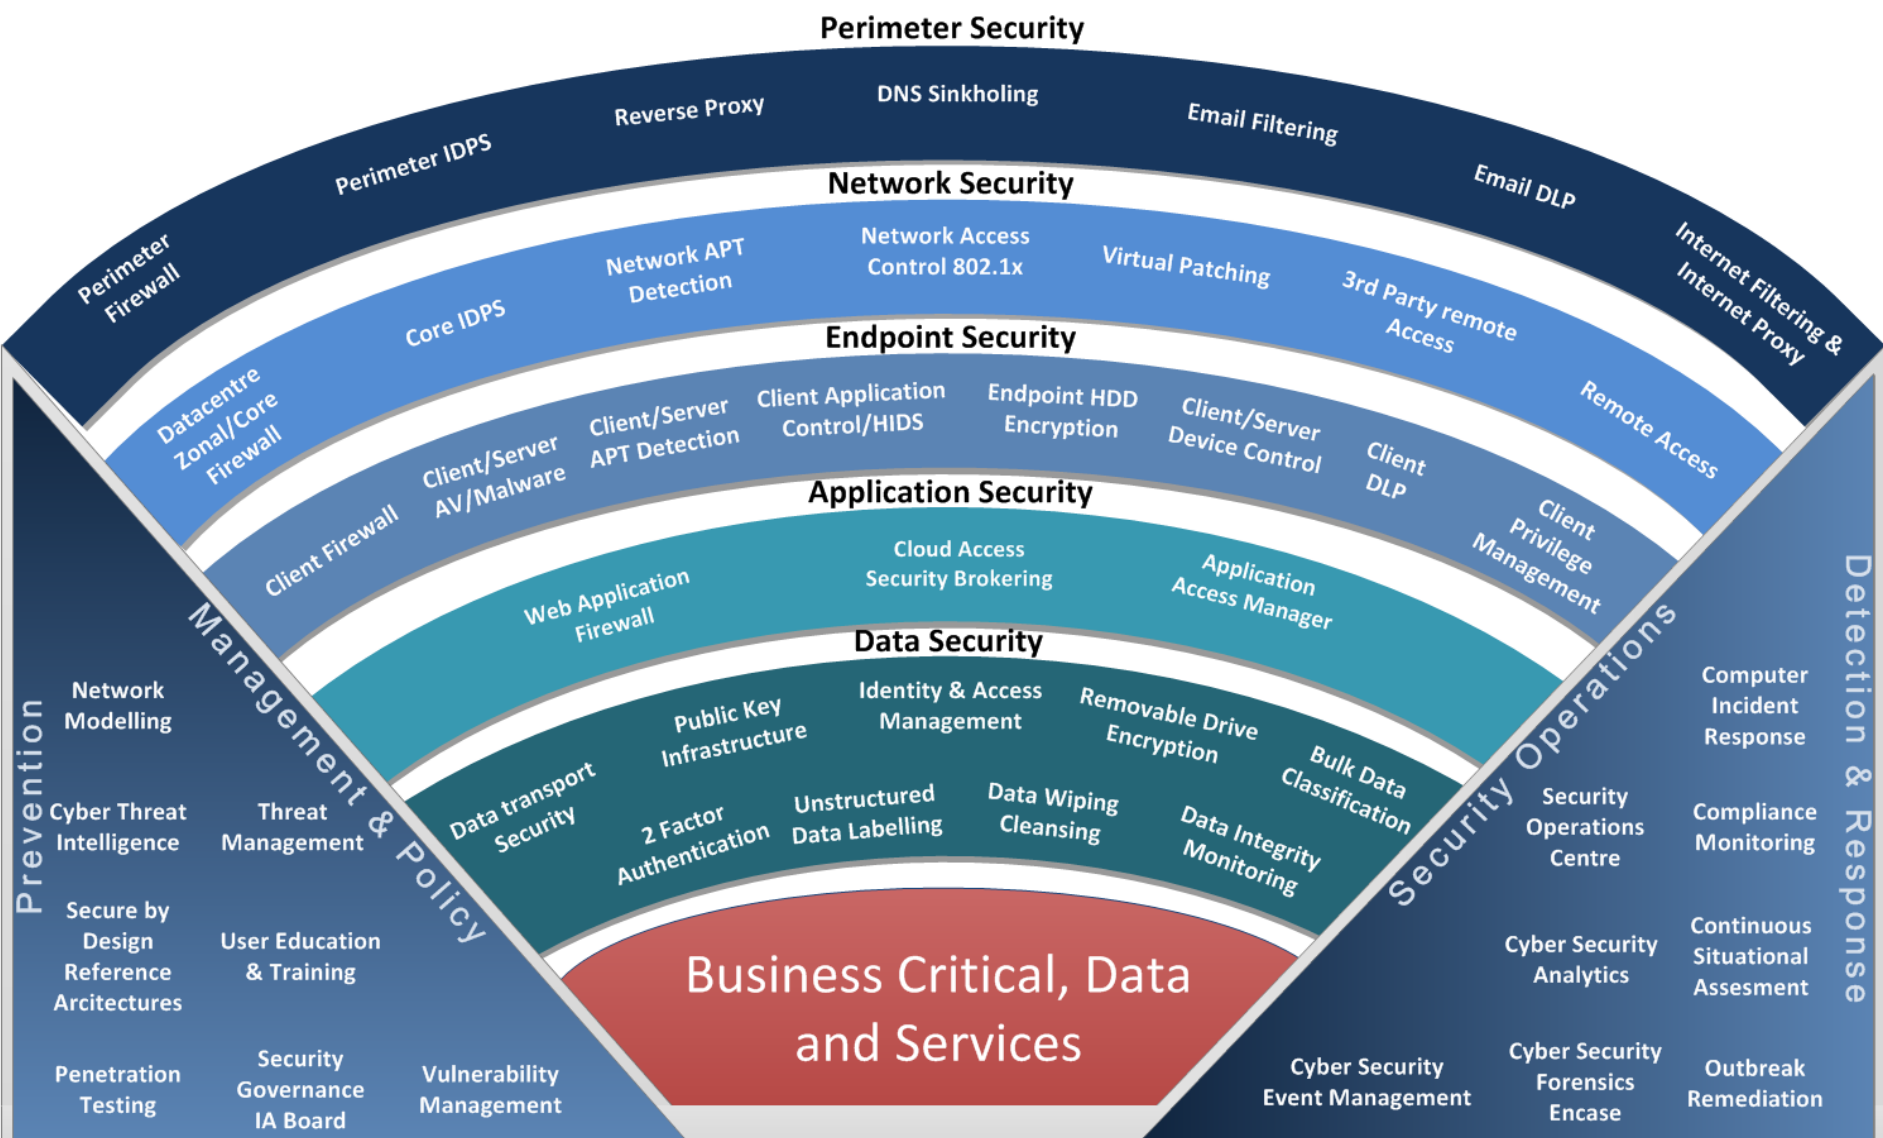 Perimeter Security
Perimeter
Firewall
Perimeter IDPS
Reverse Proxy
DNS Sinkholing
Email Filtering
Email DLP
Internet Filtering &
Internet Proxy
Network Security
Datacentre
Zonal/Core
Firewall
Core IDPS
Network APT
Detection
Network Access
Control 802.1x
Virtual Patching
3rd Party remote
Access
Remote Access
Endpoint Security
Client Firewall
Client/Server
AV/Malware
Client/Server
APT Detection
Client Application
Control/HIDS
Endpoint HDD
Encryption
Client/Server
Device Control
Client
DLP
Client
Privilege
Management
Application Security
Web Application
Firewall
Cloud Access
Security Brokering
Application
Access Manager
Data Security
Data transport
Security
Public Key
Infrastructure
Identity & Access
Management
Removable Drive
Encryption
Bulk Data
Classification
2 Factor
Authentication
Unstructured
Data Labelling
Data Wiping
Cleansing
Data Integrity
Monitoring
Business Critical, Data
and Services
Prevention
Management & Policy
Network
Modelling
Cyber Threat
Intelligence
Threat
Management
Secure by
Design
Reference
Arcitectures
User Education
& Training
Penetration
Testing
Security
Governance
IA Board
Vulnerability
Management
Security Operations
Detection & Response
Computer
Incident
Response
Security
Operations
Centre
Compliance
Monitoring
Cyber Security
Analytics
Continuous
Situational
Assesment
Cyber Security
Event Management
Cyber Security
Forensics
Encase
Outbreak
Remediation